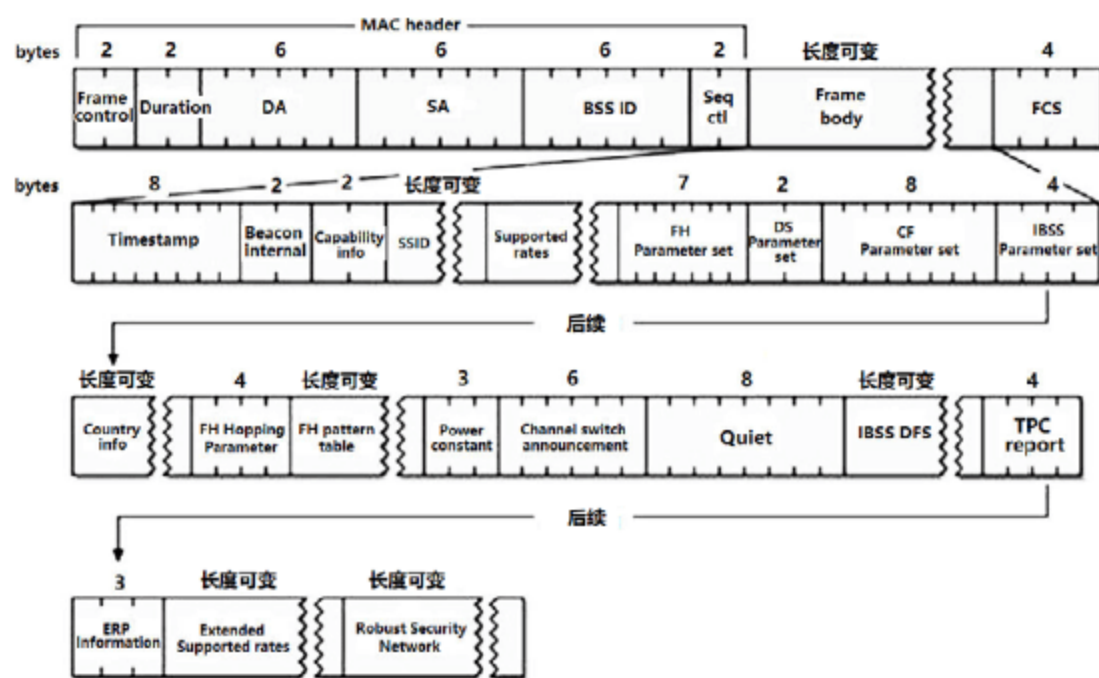 MAC header
bytes 2 2 6 6 6 2 长度可变 4
Frame control Duration DA SA BSS ID Seq ctl Frame body FCS
bytes 8 2 2 长度可变 7 2 8 4
Timestamp Beacon internal Capability info SSID Supported rates FH Parameter set DS Parameter set CF Parameter set IBSS Parameter set
后续
长度可变 4 长度可变 3 6 8 长度可变 4
Country info FH Hopping Parameter FH pattern table Power constant Channel switch announcement Quiet IBSS DFS TPC report
后续
3 长度可变 长度可变
ERP Information Extended Supported rates Robust Security Network